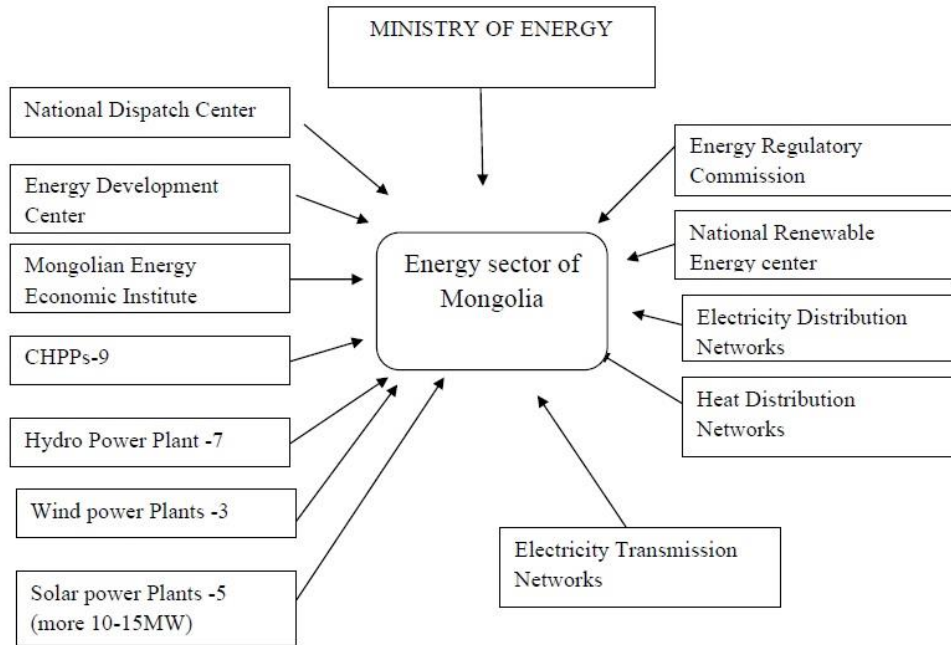 MINISTRY OF ENERGY
National Dispatch Center
Energy Development
Center
Mongolian Energy
Economic Institute
CHPPs-9
Hydro Power Plant -7
Wind power Plants -3
Solar power Plants -5
(more 10-15MW)
Energy sector of
Mongolia
Energy Regulatory
Commission
National Renewable
Energy center
Electricity Distribution
Networks
Heat Distribution
Networks
Electricity Transmission
Networks